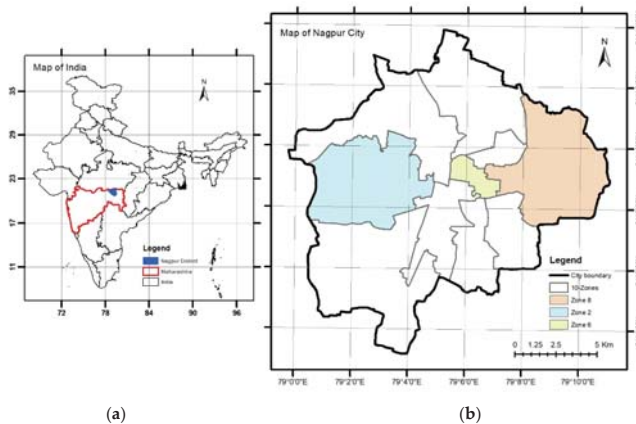 Map of India
N
35
29
23
17
11
Legend
Nagpur District
Maharashtra
India
72
78
84
90
96
(a)
Map of Nagpur City
N
Legend
City boundary
10-Zones
Zone 8
Zone 2
Zone 6
0 1.25 2.5 5 Km
79°0'0"E
79°2'0"E
79°4'0"E
79°6'0"E
79°8'0"E
79°10'0"E
(b)